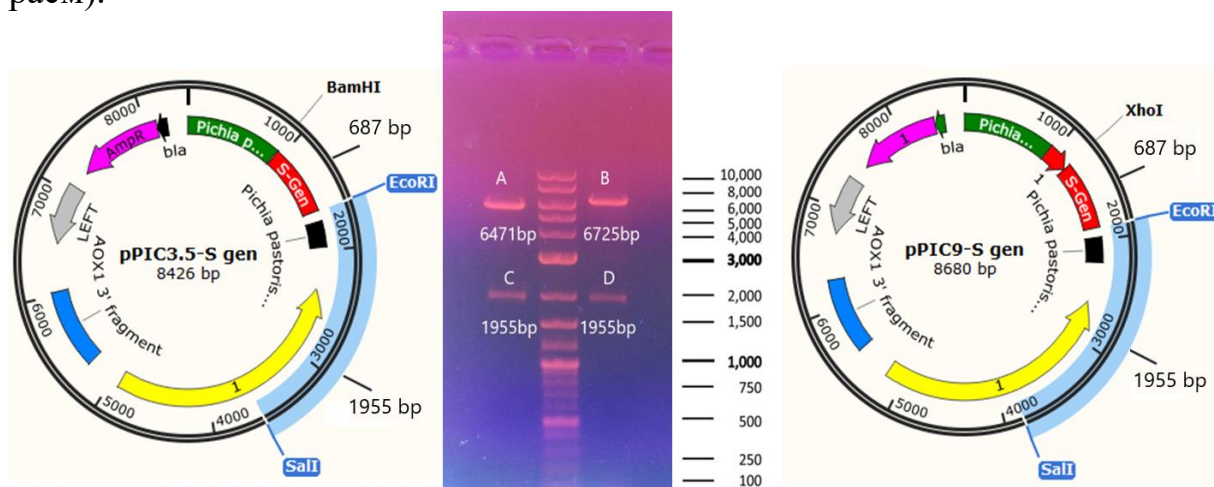 раем).
BamHI
8000
1000
687 bp
AmpR
bla
Pichia p...
S-Gen
EcoRI
7000
LEFT
Pichia pastoris...
2000
pPIC3.5-S gen
8426 bp
AOX1 3' fragment
6000
3000
1
5000
4000
1955 bp
SalI
A
B
6471bp
6725bp
C
D
1955bp
1955bp
10,000
8,000
6,000
5,000
4,000
3,000
2,000
1,500
1,000
750
500
250
100
XhoI
8000
1000
687 bp
1
bla
Pichia...
1
S-Gen
EcoRI
7000
LEFT
Pichia pastoris...
2000
pPIC9-S gen
8680 bp
AOX1 3' fragment
6000
3000
1
5000
4000
1955 bp
SalI